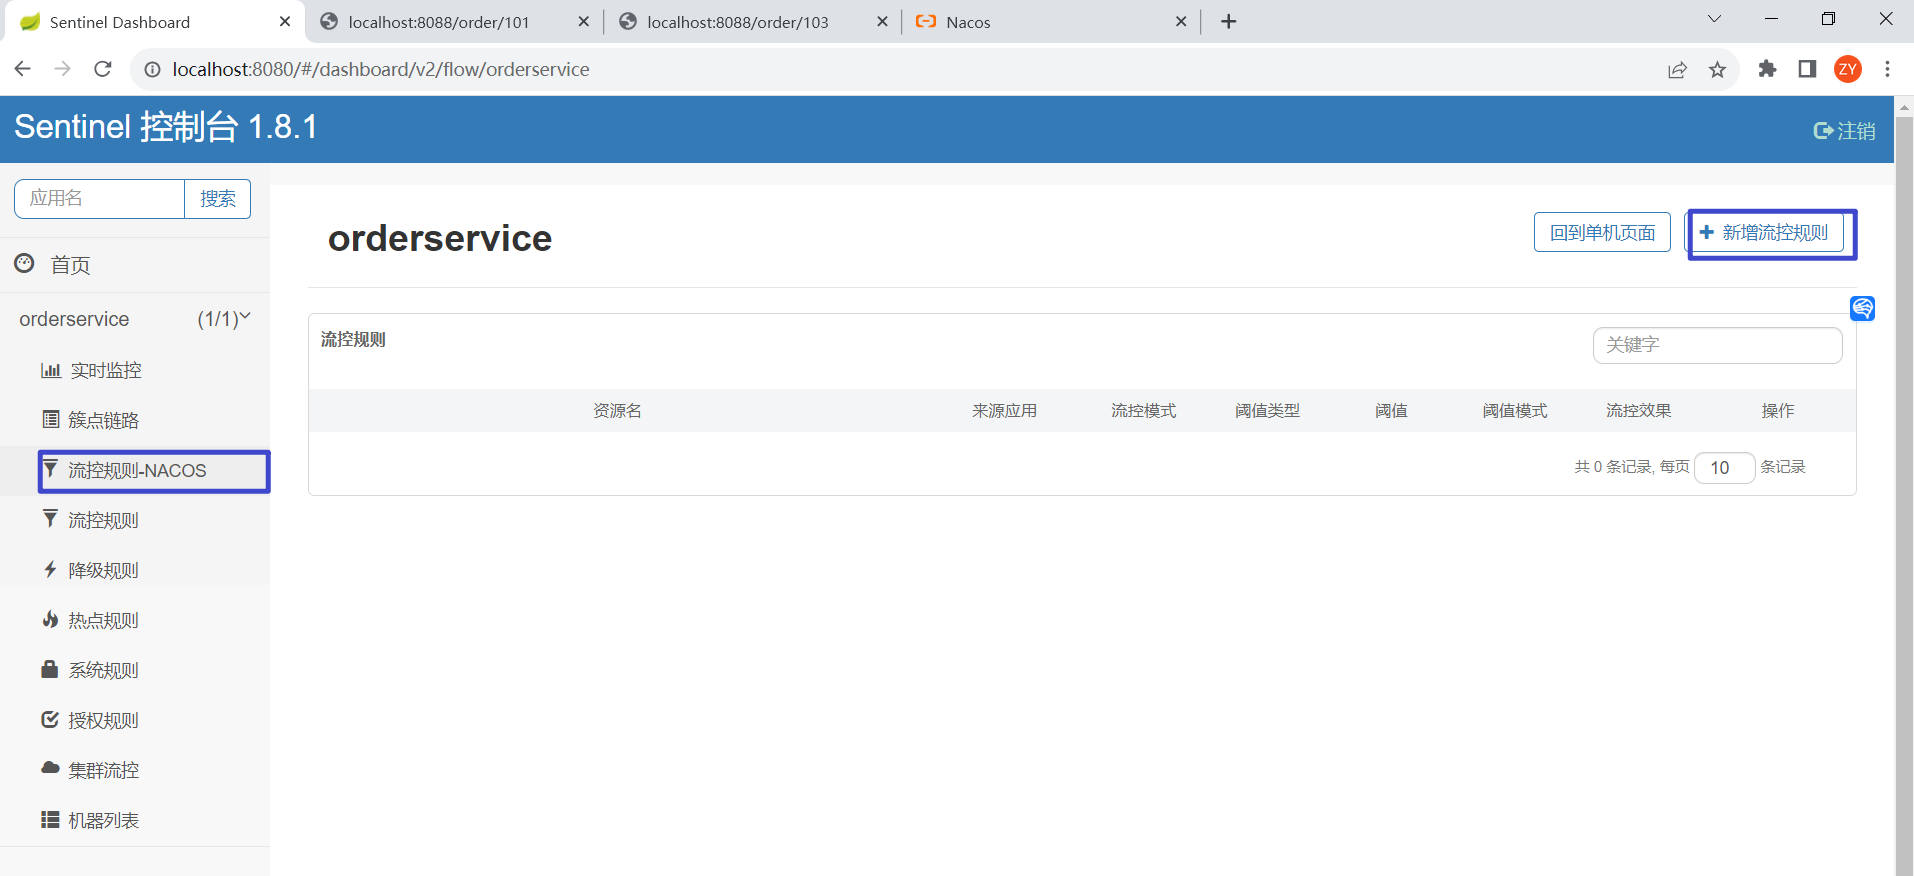 Sentinel Dashboard
localhost:8088/order/101
localhost:8088/order/103
Nacos
localhost:8080/#/dashboard/v2/flow/orderservice
ZY
Sentinel 控制台 1.8.1
注销
应用名
搜索
首页
orderservice (1/1)
实时监控
簇点链路
流控规则-NACOS
流控规则
降级规则
热点规则
系统规则
授权规则
集群流控
机器列表
orderservice
回到单机页面
新增流控规则
流控规则
关键字
资源名 来源应用 流控模式 阈值类型 阈值 阈值模式 流控效果 操作
共 0 条记录, 每页 10 条记录